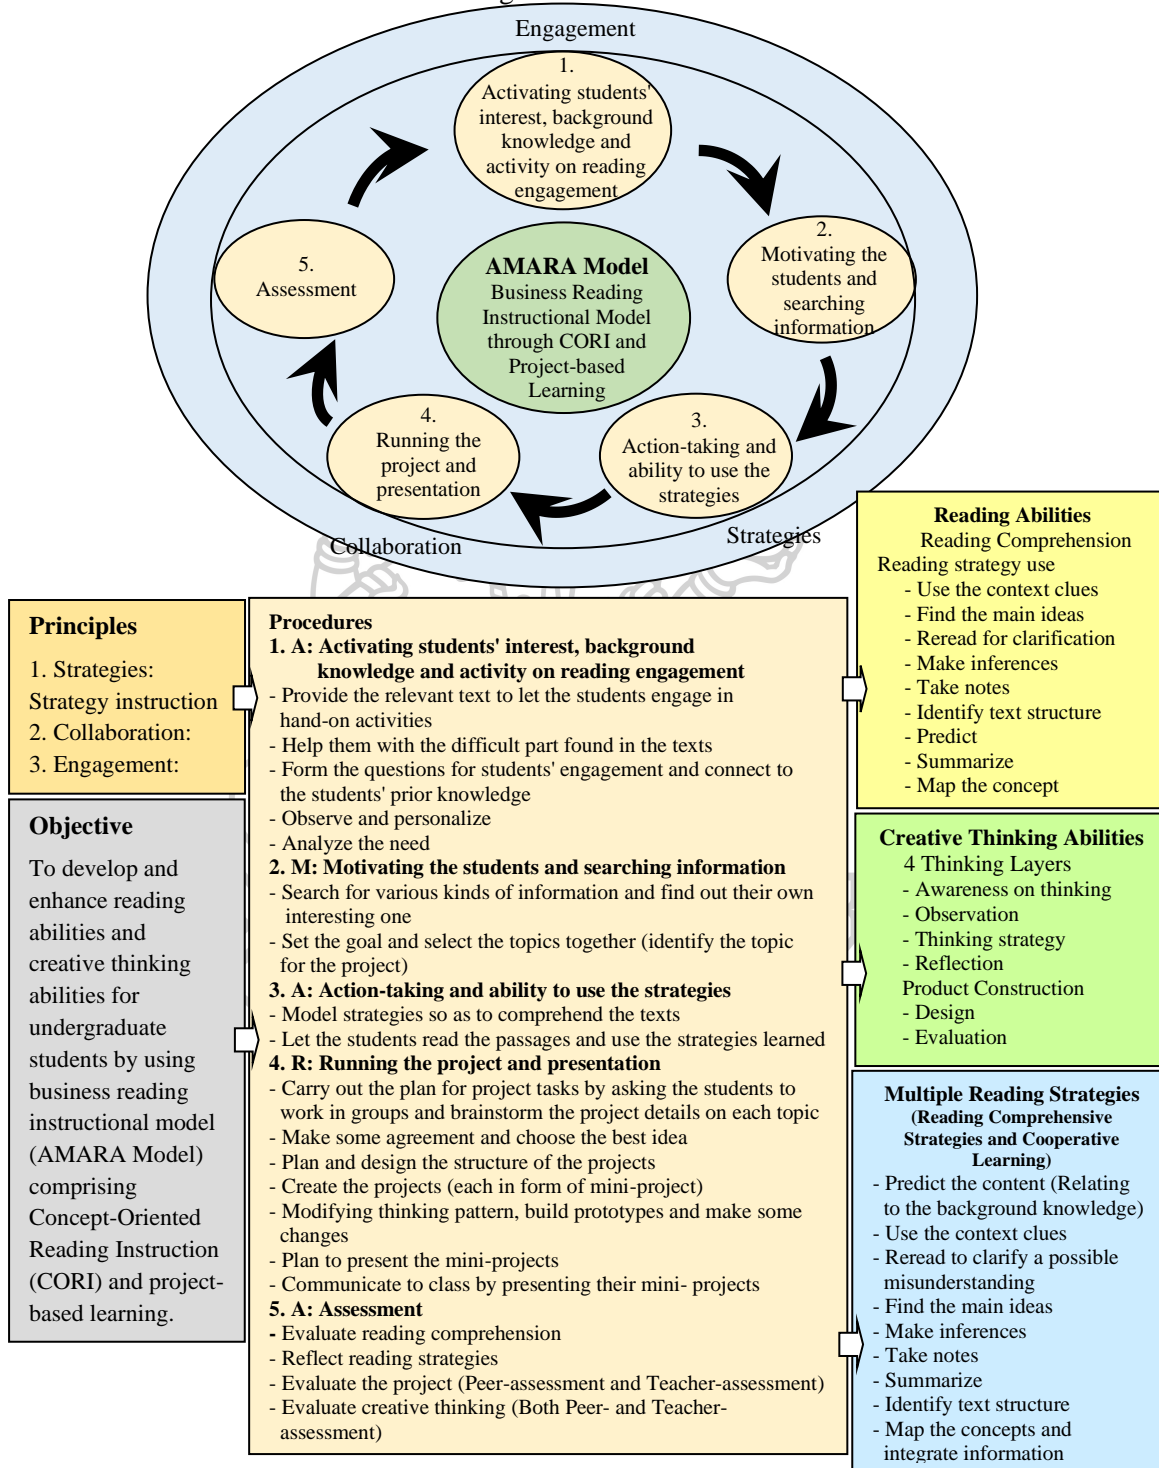 Engagement
1.
Activating students'
interest, background
knowledge and
activity on reading
engagement
2.
Motivating the
students and
searching
information
3.
Action-taking and
ability to use the
strategies
4.
Running the
project and
presentation
5.
Assessment
AMARA Model
Business Reading
Instructional Model
through CORI and
Project-based
Learning
Collaboration
Strategies
Principles
1. Strategies:
Strategy instruction
2. Collaboration:
3. Engagement:
Objective
To develop and
enhance reading
abilities and
creative thinking
abilities for
undergraduate
students by using
business reading
instructional model
(AMARA Model)
comprising
Concept-Oriented
Reading Instruction
(CORI) and project-
based learning.
Procedures
1. A: Activating students' interest, background
knowledge and activity on reading engagement
- Provide the relevant text to let the students engage in
hand-on activities
- Help them with the difficult part found in the texts
- Form the questions for students' engagement and connect to
the students' prior knowledge
- Observe and personalize
- Analyze the need
2. M: Motivating the students and searching information
- Search for various kinds of information and find out their own
interesting one
- Set the goal and select the topics together (identify the topic
for the project)
3. A: Action-taking and ability to use the strategies
- Model strategies so as to comprehend the texts
- Let the students read the passages and use the strategies learned
4. R: Running the project and presentation
- Carry out the plan for project tasks by asking the students to
work in groups and brainstorm the project details on each topic
- Make some agreement and choose the best idea
- Plan and design the structure of the projects
- Create the projects (each in form of mini-project)
- Modifying thinking pattern, build prototypes and make some
changes
- Plan to present the mini-projects
- Communicate to class by presenting their mini- projects
5. A: Assessment
- Evaluate reading comprehension
- Reflect reading strategies
- Evaluate the project (Peer-assessment and Teacher-assessment)
- Evaluate creative thinking (Both Peer- and Teacher-
assessment)
Reading Abilities
Reading Comprehension
Reading strategy use
- Use the context clues
- Find the main ideas
- Reread for clarification
- Make inferences
- Take notes
- Identify text structure
- Predict
- Summarize
- Map the concept
Creative Thinking Abilities
4 Thinking Layers
- Awareness on thinking
- Observation
- Thinking strategy
- Reflection
Product Construction
- Design
- Evaluation
Multiple Reading Strategies
(Reading Comprehensive
Strategies and Cooperative
Learning)
- Predict the content (Relating
to the background knowledge)
- Use the context clues
- Reread to clarify a possible
misunderstanding
- Find the main ideas
- Make inferences
- Take notes
- Summarize
- Identify text structure
- Map the concepts and
integrate information